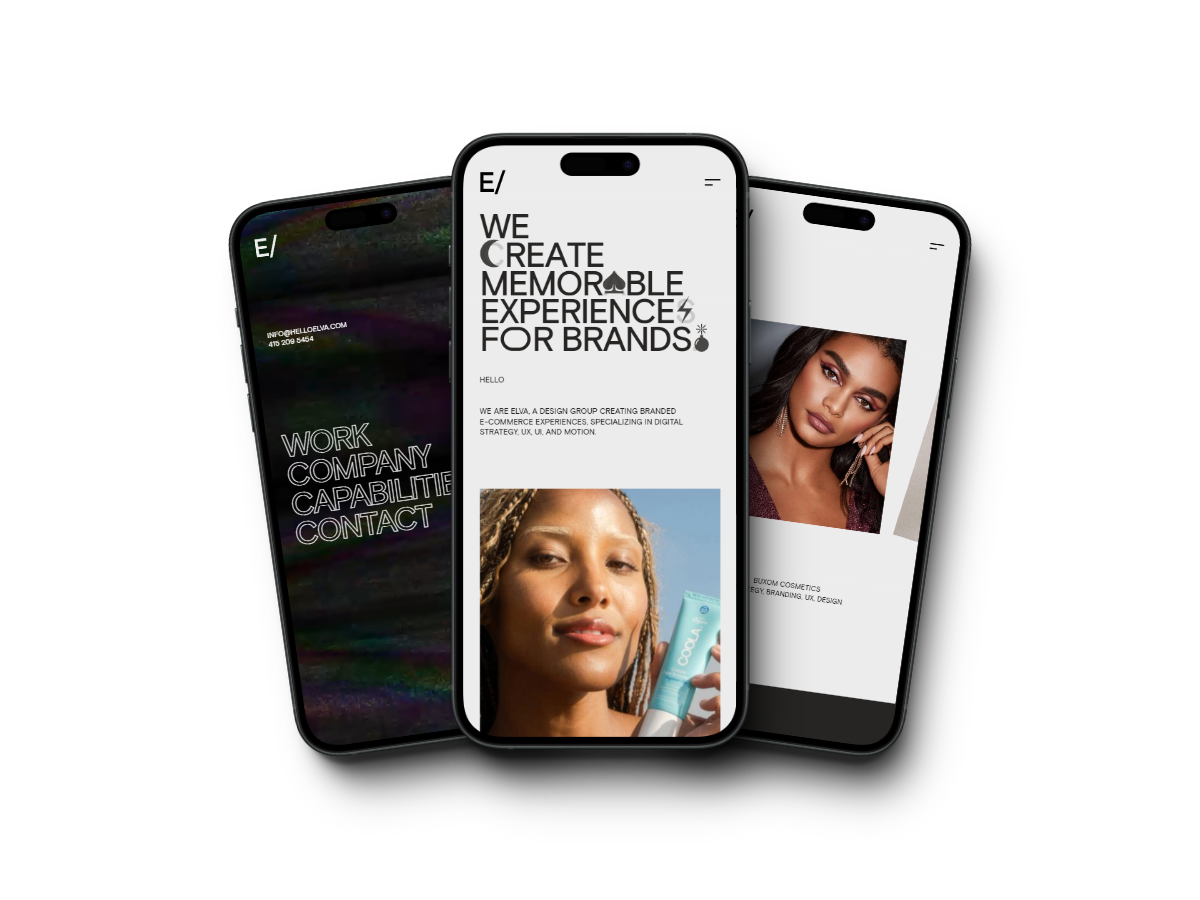 E/
INFO@HELLOELVA.COM
415 209 5454
WORK
COMPANY
CAPABILITIE
CONTACT
E/
WE
CREATE
MEMORABLE
EXPERIENCES
FOR BRANDS
HELLO
WE ARE ELVA, A DESIGN GROUP CREATING BRANDED
E-COMMERCE EXPERIENCES, SPECIALIZING IN DIGITAL
STRATEGY, UX, UI, AND MOTION.
COOLA.
/
BUXOM COSMETICS
EGY, BRANDING, UX, DESIGN